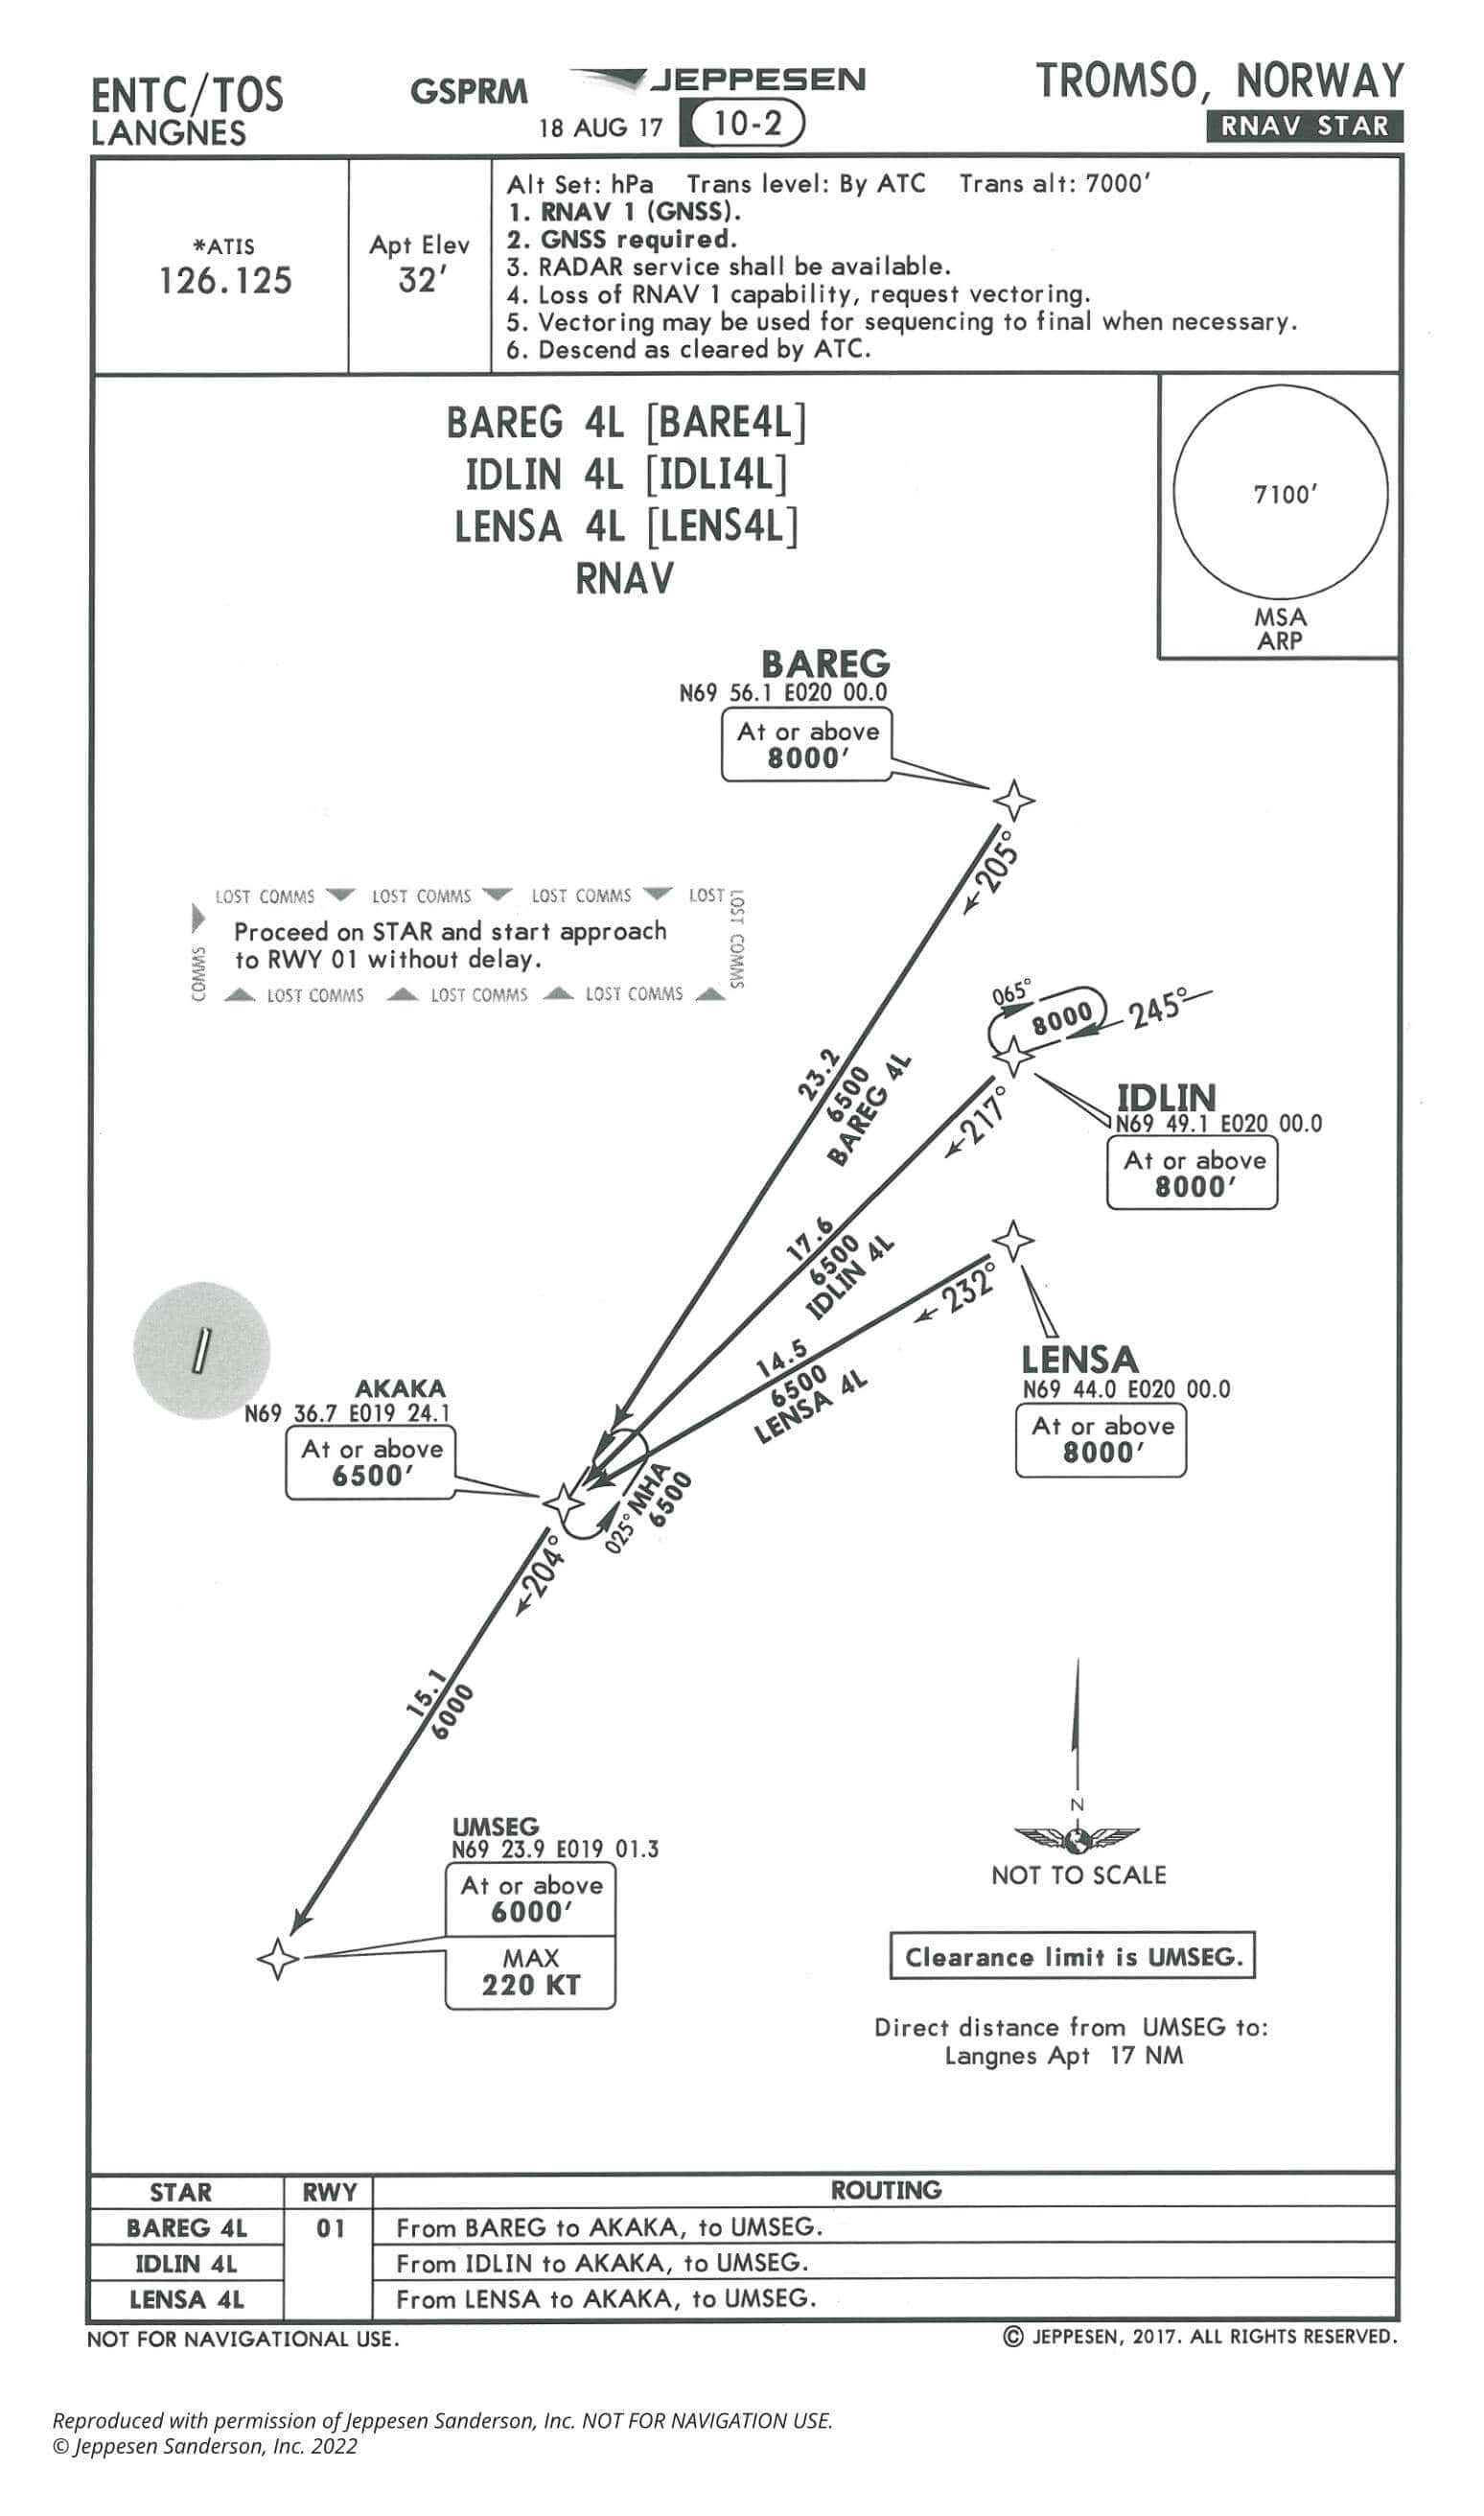 ENTC/TOS
LANGNES
GSPRM
JEPPESEN
18 AUG 17
10-2
TROMSO, NORWAY
RNAV STAR
*ATIS
126.125
Apt Elev
32'
Alt Set: hPa Trans level: By ATC Trans alt: 7000'
1. RNAV 1 (GNSS).
2. GNSS required.
3. RADAR service shall be available.
4. Loss of RNAV 1 capability, request vectoring.
5. Vectoring may be used for sequencing to final when necessary.
6. Descend as cleared by ATC.
BAREG 4L [BARE4L]
IDLIN 4L [IDLI4L]
LENSA 4L [LENS4L]
RNAV
7100'
MSA
ARP
BAREG
N69 56.1 E020 00.0
At or above
8000'
205°
LOST COMMS LOST COMMS LOST COMMS LOST
LOST COMMS
Proceed on STAR and start approach
to RWY 01 without delay.
COMMS
LOST COMMS LOST COMMS LOST COMMS
065°
8000
245°
23.2
6500
BAREG 4L
217°
IDLIN
N69 49.1 E020 00.0
At or above
8000'
17.6
6500
IDLIN 4L
232°
14.5
6500
LENSA 4L
LENSA
N69 44.0 E020 00.0
At or above
8000'
AKAKA
N69 36.7 E019 24.1
At or above
6500'
025° MHA
6500
204°
15.1
6000
UMSEG
N69 23.9 E019 01.3
At or above
6000'
MAX
220 KT
N
NOT TO SCALE
Clearance limit is UMSEG.
Direct distance from UMSEG to:
Langnes Apt 17 NM
STAR RWY ROUTING
BAREG 4L 01 From BAREG to AKAKA, to UMSEG.
IDLIN 4L From IDLIN to AKAKA, to UMSEG.
LENSA 4L From LENSA to AKAKA, to UMSEG.
NOT FOR NAVIGATIONAL USE.
© JEPPESEN, 2017. ALL RIGHTS RESERVED.
Reproduced with permission of Jeppesen Sanderson, Inc. NOT FOR NAVIGATION USE.
© Jeppesen Sanderson, Inc. 2022